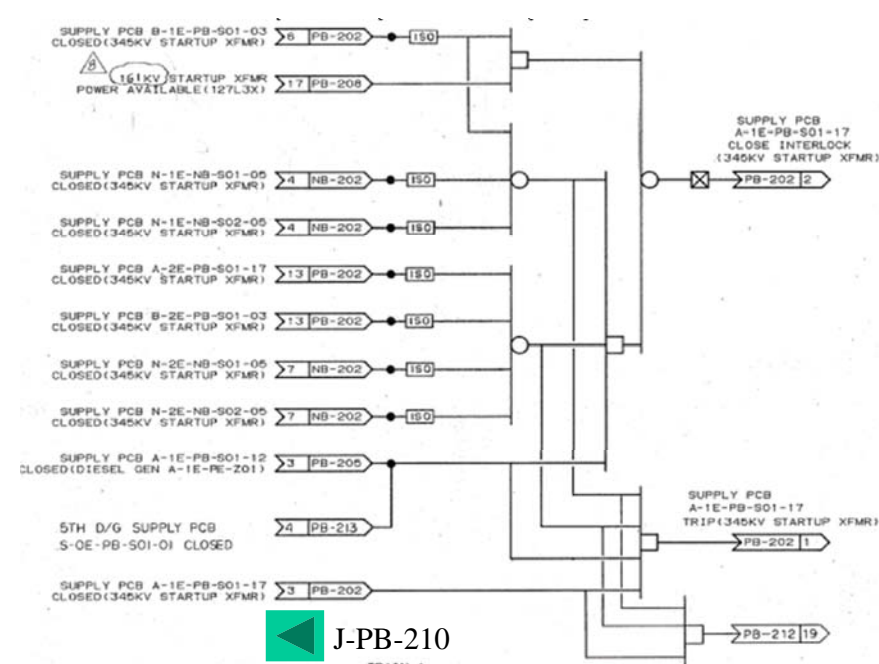 SUPPLY PCB B-1E-PB-S01-03
CLOSED(345KV STARTUP XFMR)
6 PB-202
ISO
8
161KV STARTUP XFMR
POWER AVAILABLE(127L3X)
17 PB-208
SUPPLY PCB
A-1E-PB-S01-17
CLOSE INTERLOCK
(345KV STARTUP XFMR)
PB-202 2
SUPPLY PCB N-1E-NB-S01-05
CLOSED(345KV STARTUP XFMR)
4 NB-202
ISO
SUPPLY PCB N-1E-NB-S02-05
CLOSED(345KV STARTUP XFMR)
4 NB-202
ISO
SUPPLY PCB A-2E-PB-S01-17
CLOSED(345KV STARTUP XFMR)
13 PB-202
ISO
SUPPLY PCB B-2E-PB-S01-03
CLOSED(345KV STARTUP XFMR)
13 PB-202
ISO
SUPPLY PCB N-2E-NB-S01-05
CLOSED(345KV STARTUP XFMR)
7 NB-202
ISO
SUPPLY PCB N-2E-NB-S02-05
CLOSED(345KV STARTUP XFMR)
7 NB-202
ISO
SUPPLY PCB A-1E-PB-S01-12
CLOSED(DIESEL GEN A-1E-PE-Z01)
3 PB-205
5TH D/G SUPPLY PCB
S-0E-PB-S01-01 CLOSED
4 PB-213
SUPPLY PCB
A-1E-PB-S01-17
TRIP(345KV STARTUP XFMR)
PB-202 1
SUPPLY PCB A-1E-PB-S01-17
CLOSED(345KV STARTUP XFMR)
3 PB-202
PB-212 19
J-PB-210